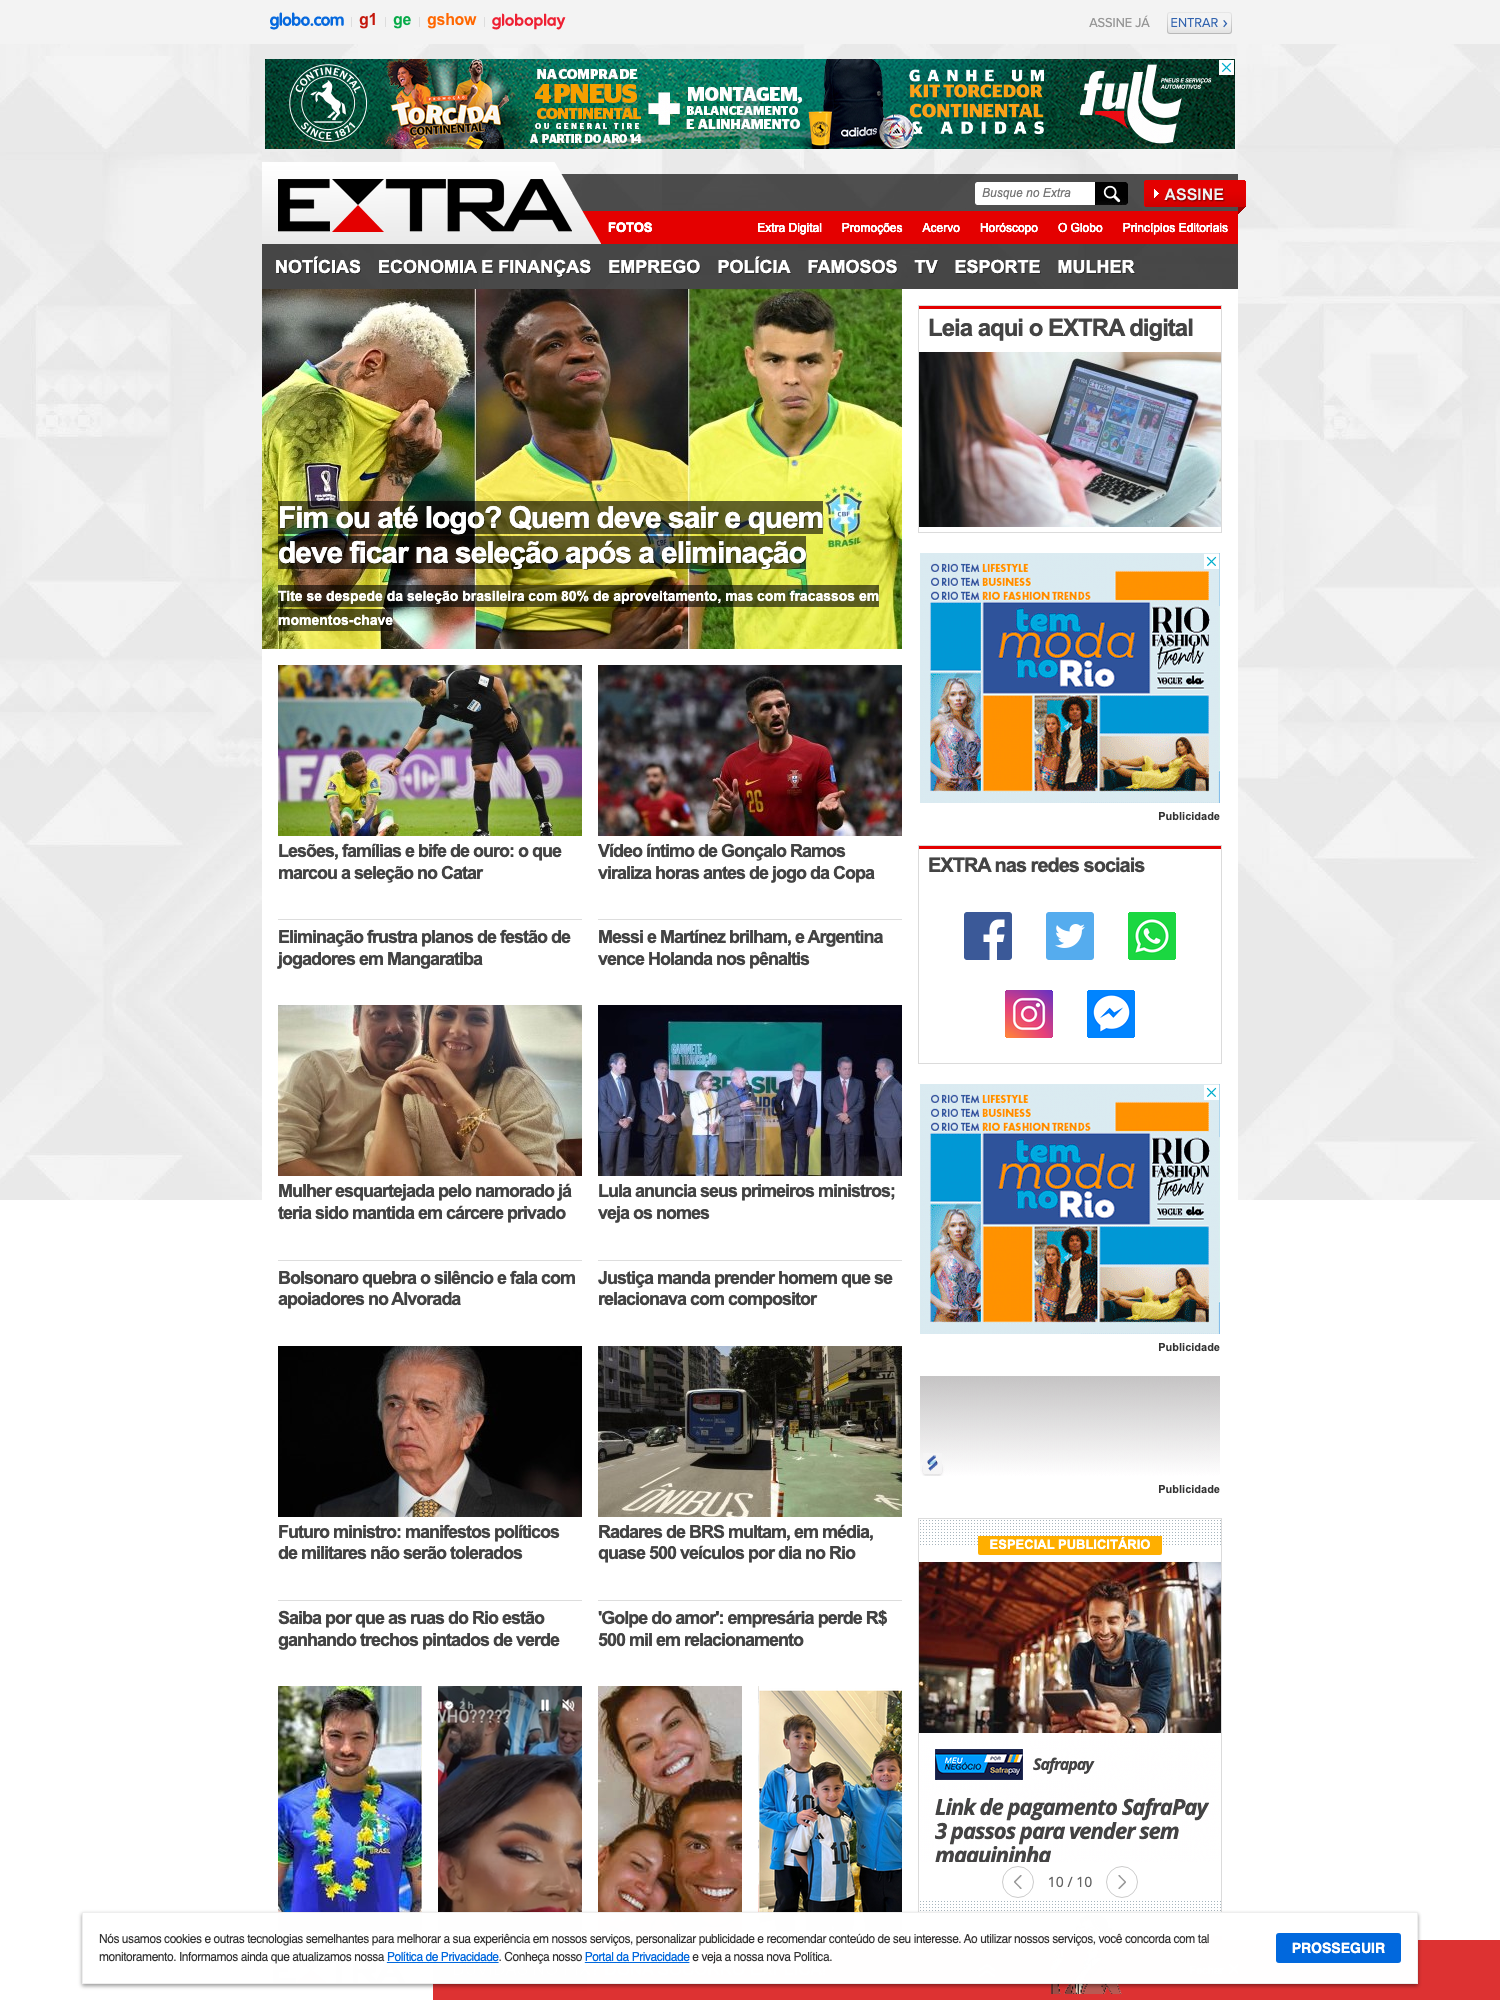 globo.com
g1
ge
gshow
globoplay
ASSINE JÁ
ENTRAR ›
CONTINENTAL
SINCE 1871
TORCIDA
CONTINENTAL
NA COMPRA DE
4 PNEUS
CONTINENTAL
OU GENERAL TIRE
A PARTIR DO ARO 14
+
MONTAGEM,
BALANCEAMENTO
E ALINHAMENTO
adidas
GANHE UM
KIT TORCEDOR
CONTINENTAL
& ADIDAS
full
PNEUS E SERVIÇOS
AUTOMOTIVOS
EXTRA
Busque no Extra
ASSINE
FOTOS
Extra Digital
Promoções
Acervo
Horóscopo
O Globo
Princípios Editoriais
NOTÍCIAS
ECONOMIA E FINANÇAS
EMPREGO
POLÍCIA
FAMOSOS
TV
ESPORTE
MULHER
CBF
BRASIL
Fim ou até logo? Quem deve sair e quem
deve ficar na seleção após a eliminação
Tite se despede da seleção brasileira com 80% de aproveitamento, mas com fracassos em
momentos-chave
Leia aqui o EXTRA digital
O RIO TEM LIFESTYLE
O RIO TEM BUSINESS
O RIO TEM RIO FASHION TRENDS
tem
moda
no Rio
RIO
FASHION
trends
VOGUE ela
Publicidade
26
Lesões, famílias e bife de ouro: o que
marcou a seleção no Catar
Vídeo íntimo de Gonçalo Ramos
viraliza horas antes de jogo da Copa
Eliminação frustra planos de festão de
jogadores em Mangaratiba
Messi e Martínez brilham, e Argentina
vence Holanda nos pênaltis
EXTRA nas redes sociais
GABINETE
DA TRANSIÇÃO
Mulher esquartejada pelo namorado já
teria sido mantida em cárcere privado
Lula anuncia seus primeiros ministros;
veja os nomes
Bolsonaro quebra o silêncio e fala com
apoiadores no Alvorada
Justiça manda prender homem que se
relacionava com compositor
O RIO TEM LIFESTYLE
O RIO TEM BUSINESS
O RIO TEM RIO FASHION TRENDS
tem
moda
no Rio
RIO
FASHION
trends
VOGUE ela
Publicidade
Publicidade
ÔNIBUS
Futuro ministro: manifestos políticos
de militares não serão tolerados
Radares de BRS multam, em média,
quase 500 veículos por dia no Rio
Saiba por que as ruas do Rio estão
ganhando trechos pintados de verde
'Golpe do amor': empresária perde R$
500 mil em relacionamento
ESPECIAL PUBLICITÁRIO
MEU
NEGÓCIO
POR
Safrapay
Safrapay
Link de pagamento SafraPay
3 passos para vender sem
maquininha
10 / 10
BRASIL
2 h
WHO?????
10
10
Nós usamos cookies e outras tecnologias semelhantes para melhorar a sua experiência em nossos serviços, personalizar publicidade e recomendar conteúdo de seu interesse. Ao utilizar nossos serviços, você concorda com tal
monitoramento. Informamos ainda que atualizamos nossa Política de Privacidade. Conheça nosso Portal da Privacidade e veja a nossa nova Política.
PROSSEGUIR